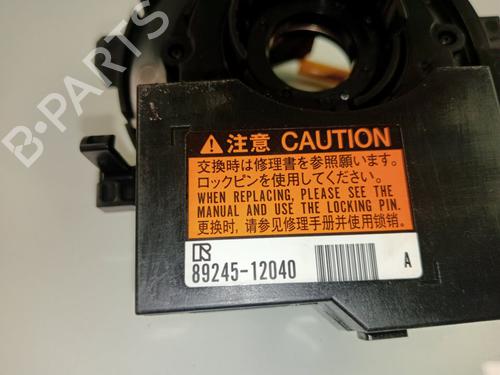 B-PARTS
⚠注意 CAUTION
交換時は修理書を参照願います。
ロックピンを使用してください。
WHEN REPLACING, PLEASE SEE THE
MANUAL AND USE THE LOCKING PIN.
更换时, 请参见修理手册并使用锁销.
R
89245-12040 A